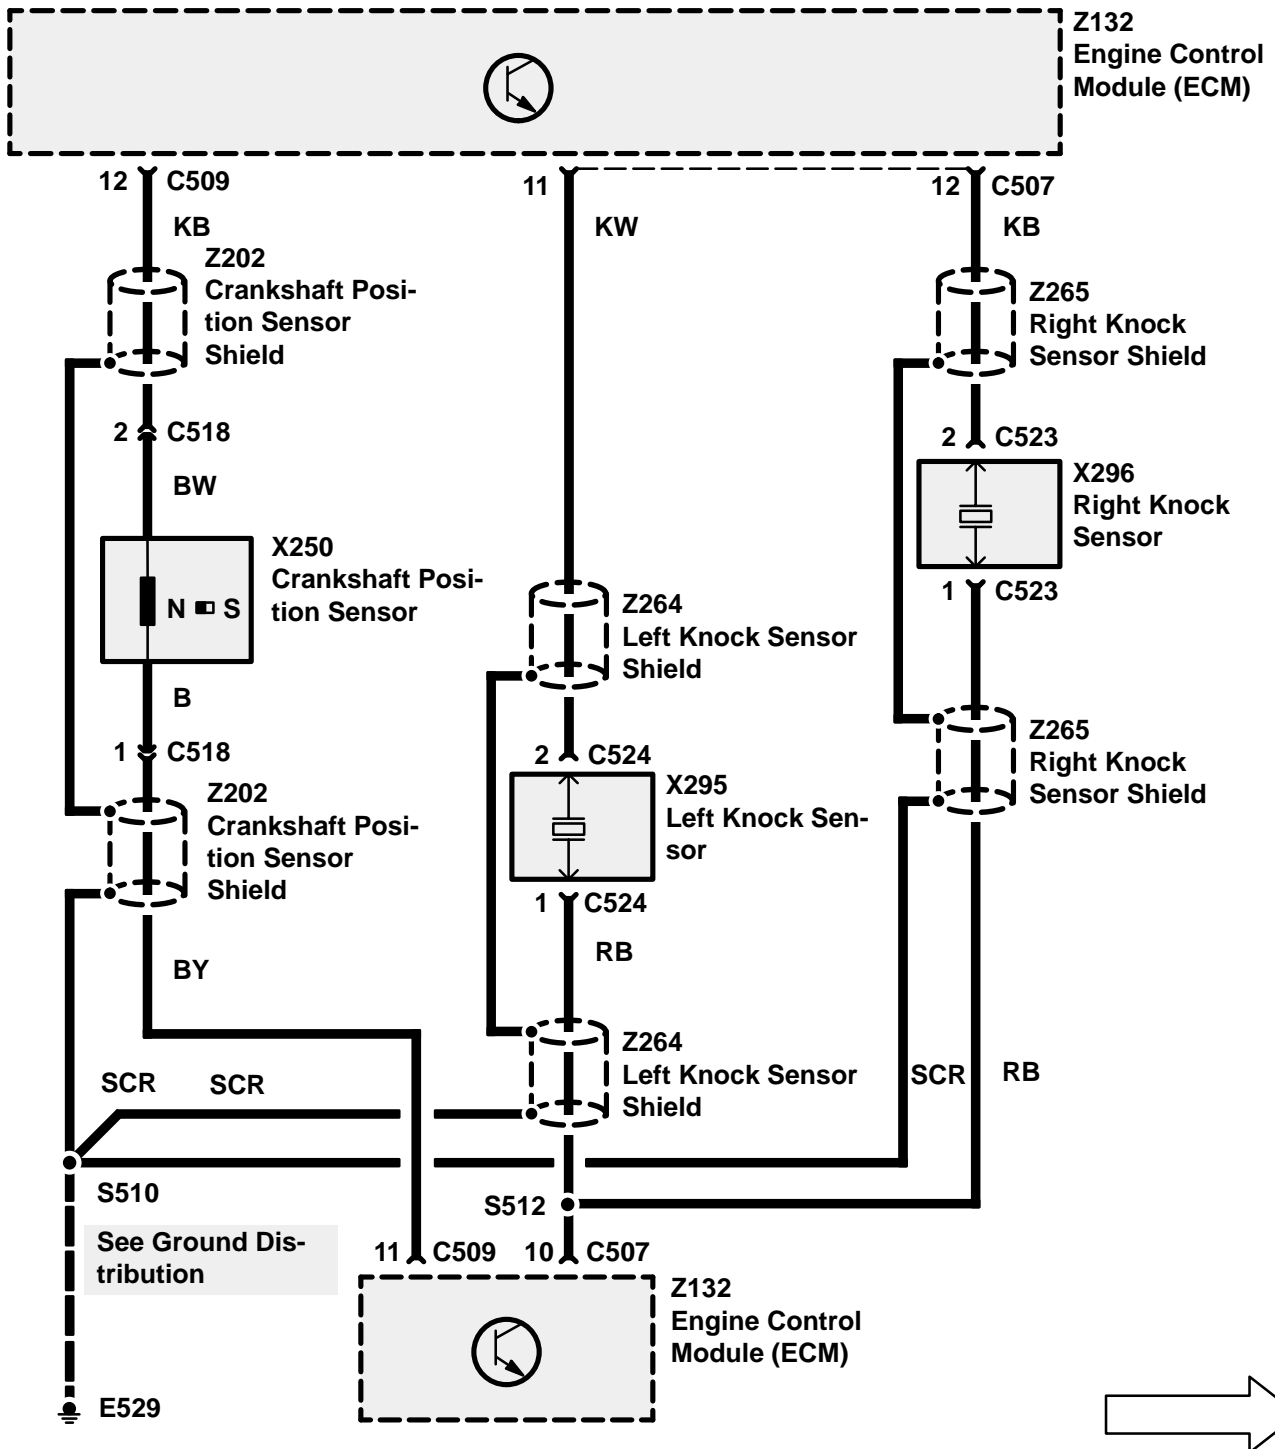 Z132
Engine Control
Module (ECM)
12 C509
11
12 C507
KB
KW
KB
Z202
Crankshaft Posi-
tion Sensor
Shield
Z265
Right Knock
Sensor Shield
2 C518
2 C523
BW
X296
Right Knock
Sensor
X250
Crankshaft Posi-
tion Sensor
N S
1 C523
Z264
Left Knock Sensor
Shield
B
1 C518
2 C524
Z265
Right Knock
Sensor Shield
Z202
Crankshaft Posi-
tion Sensor
Shield
X295
Left Knock Sen-
sor
1 C524
RB
BY
Z264
Left Knock Sensor
Shield
SCR
SCR
SCR
RB
S510
S512
See Ground Dis-
tribution
11 C509
10 C507
Z132
Engine Control
Module (ECM)
E529